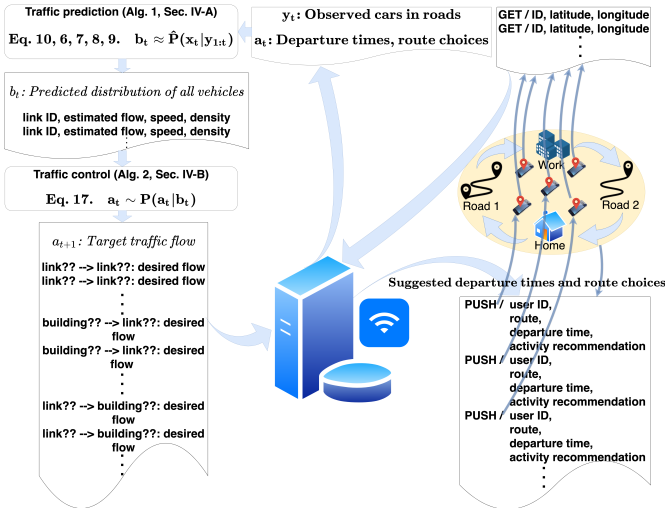 Traffic prediction (Alg. 1, Sec. IV-A)
Eq. 10, 6, 7, 8, 9. b_t ≈ P̂(x_t|y_{1:t})
b_t: Predicted distribution of all vehicles
link ID, estimated flow, speed, density
link ID, estimated flow, speed, density
⋮
Traffic control (Alg. 2, Sec. IV-B)
Eq. 17. a_t ∼ P(a_t|b_t)
a_{t+1}: Target traffic flow
link?? --> link??: desired flow
link?? --> link??: desired flow
⋮
building?? --> link??: desired
flow
building?? --> link??: desired
flow
⋮
link?? --> building??: desired
flow
link?? --> building??: desired
flow
⋮
y_t: Observed cars in roads
a_t: Departure times, route choices
GET / ID, latitude, longitude
GET / ID, latitude, longitude
⋮
Work
Road 1
Road 2
Home
Suggested departure times and route choices
PUSH / user ID,
route,
departure time,
activity recommendation
PUSH / user ID,
route,
departure time,
activity recommendation
PUSH / user ID,
route,
departure time,
activity recommendation
⋮